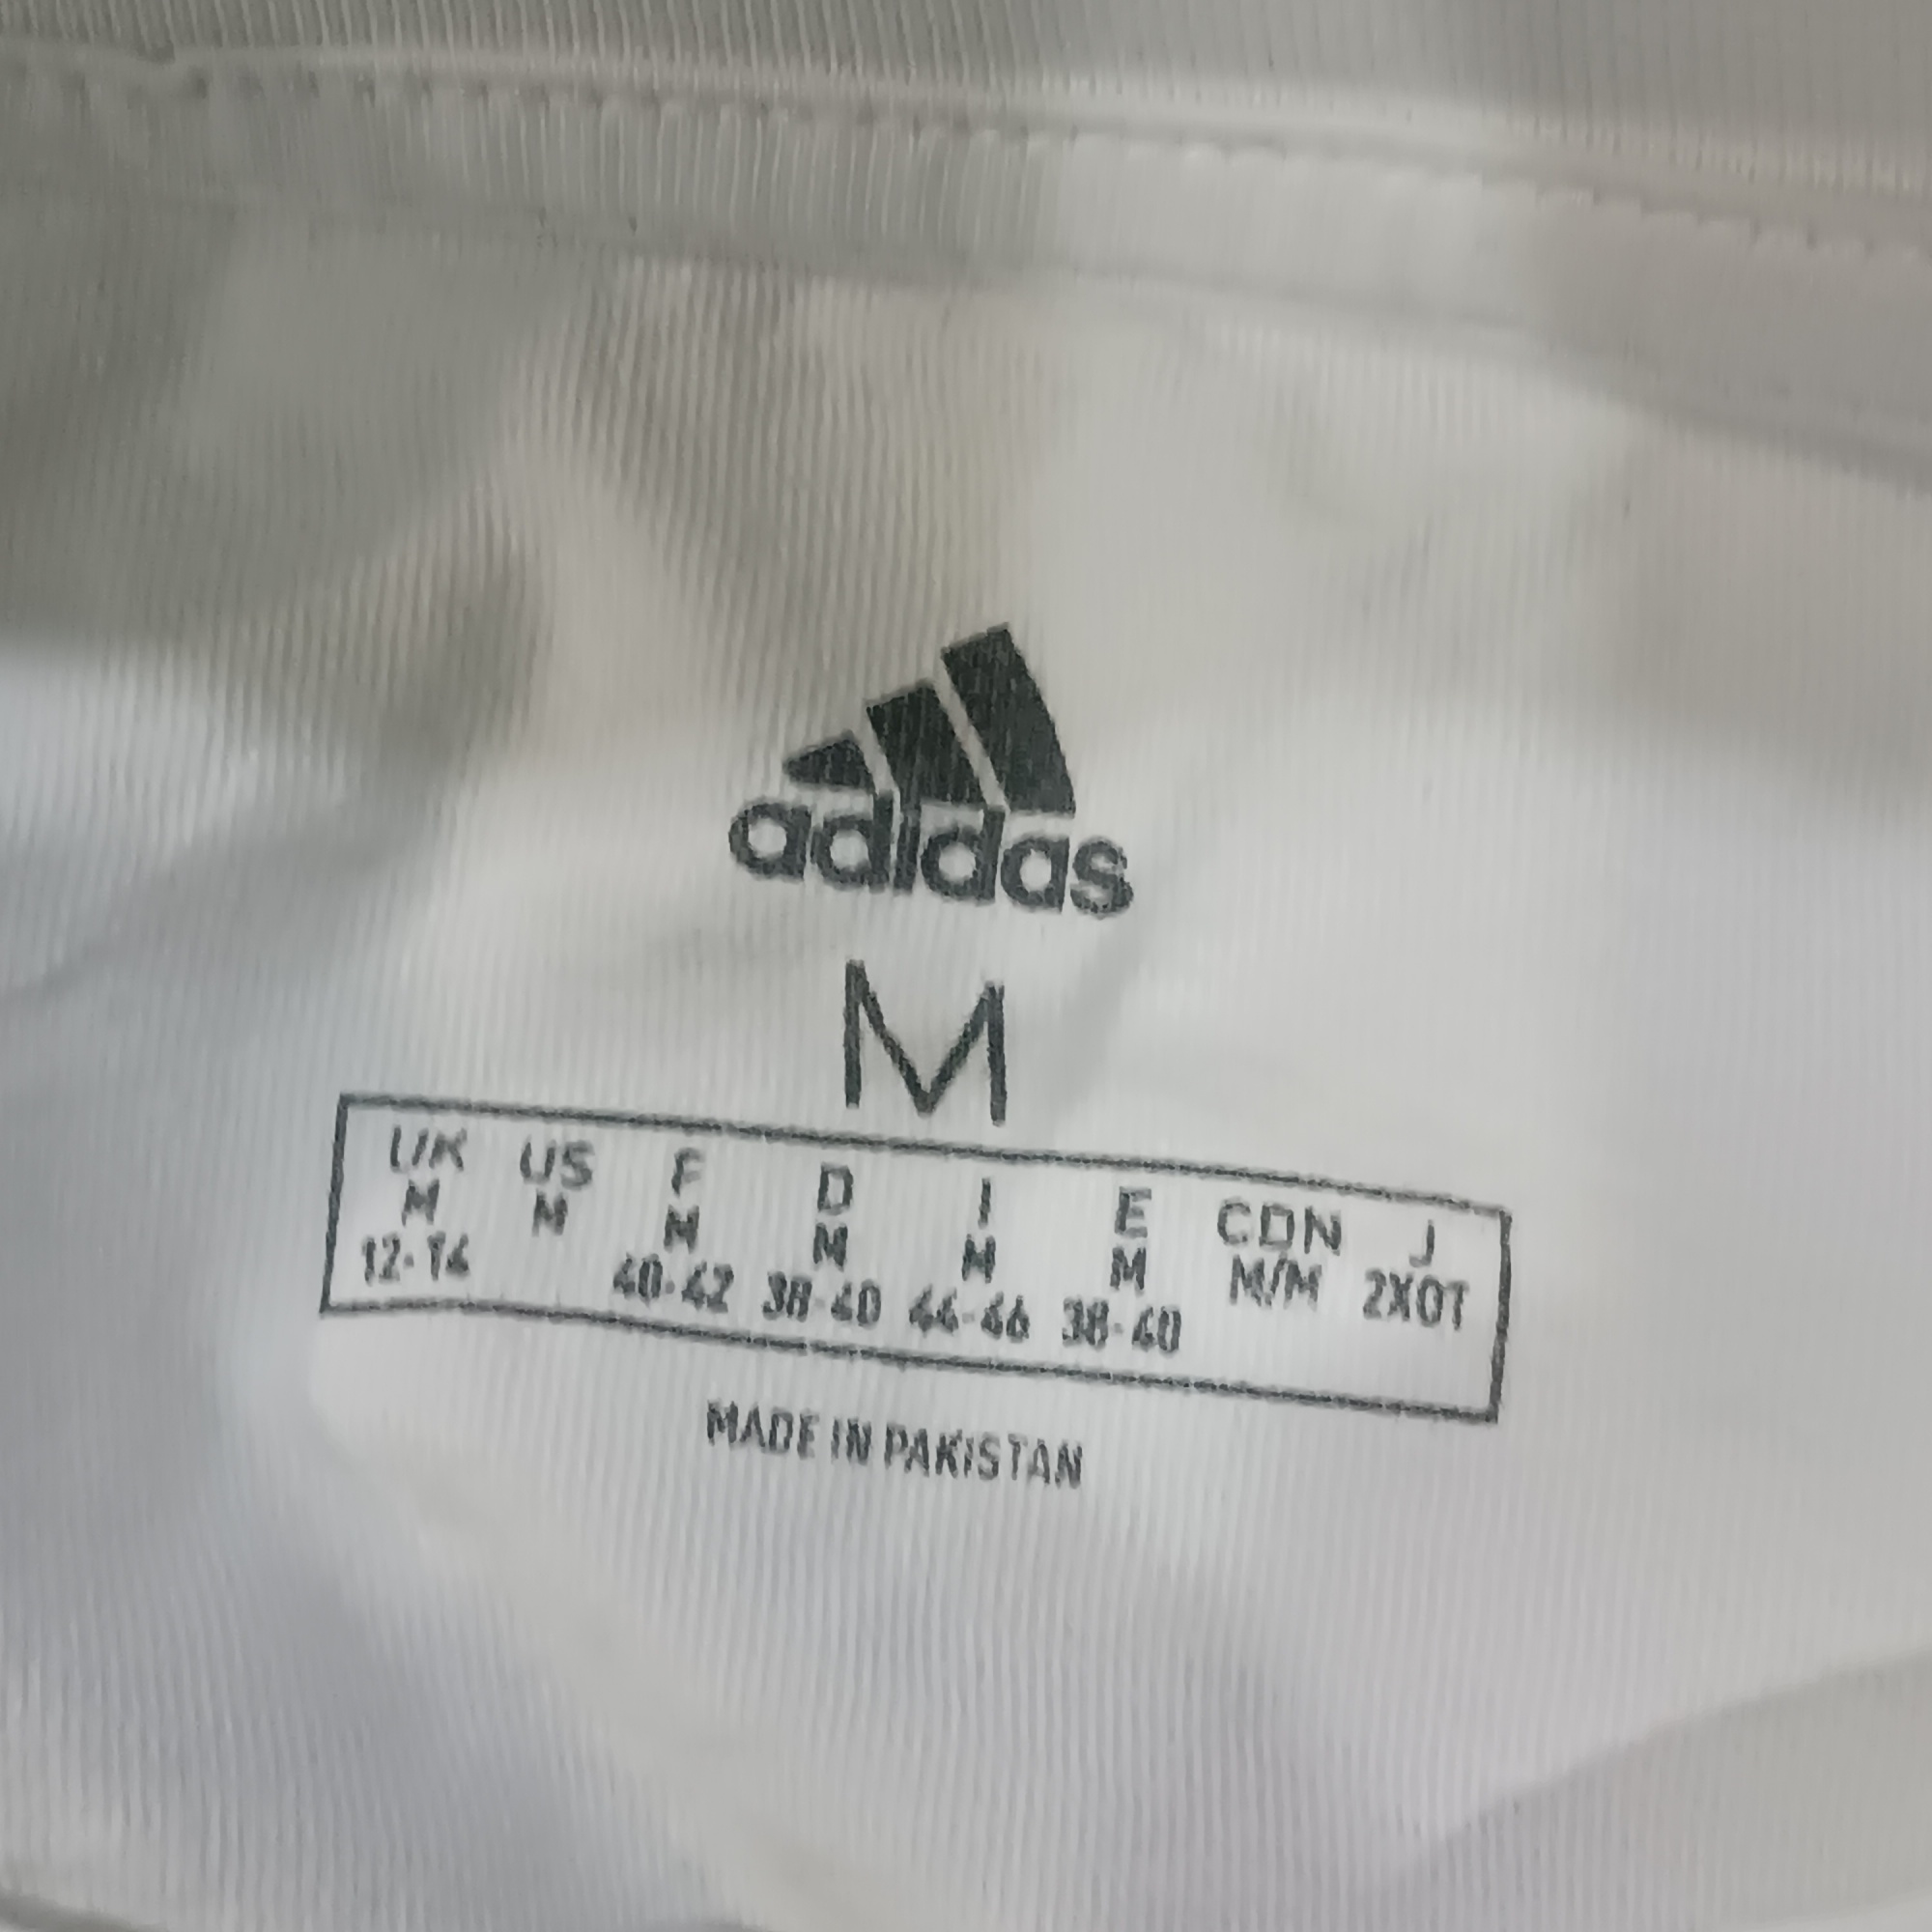 adidas
M
UK US F D I E CDN J
M M M M M M M/M 2XOT
12-14 40-42 38-40 44-46 38-40
MADE IN PAKISTAN